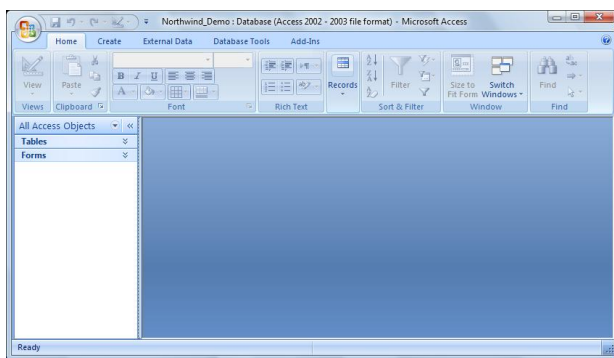 Northwind_Demo : Database (Access 2002 - 2003 file format) - Microsoft Access
Home Create External Data Database Tools Add-Ins
View Paste B I U A Records Filter Size to Fit Form Switch Windows Find
Views Clipboard Font Rich Text Sort & Filter Window Find
All Access Objects
Tables
Forms
Ready